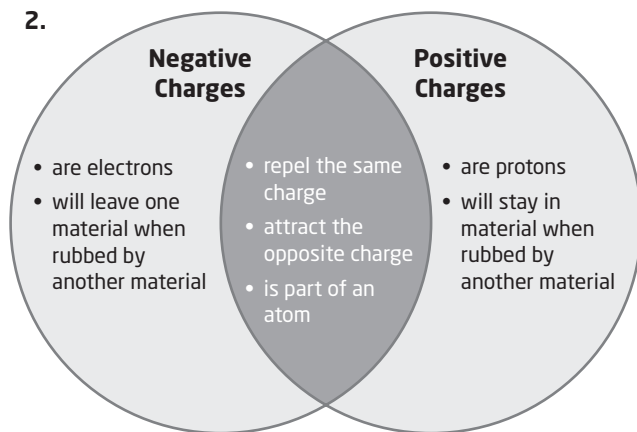 2.
Negative
Charges
• are electrons
• will leave one
material when
rubbed by
another material
• repel the same
charge
• attract the
opposite charge
• is part of an
atom
Positive
Charges
• are protons
• will stay in
material when
rubbed by
another material